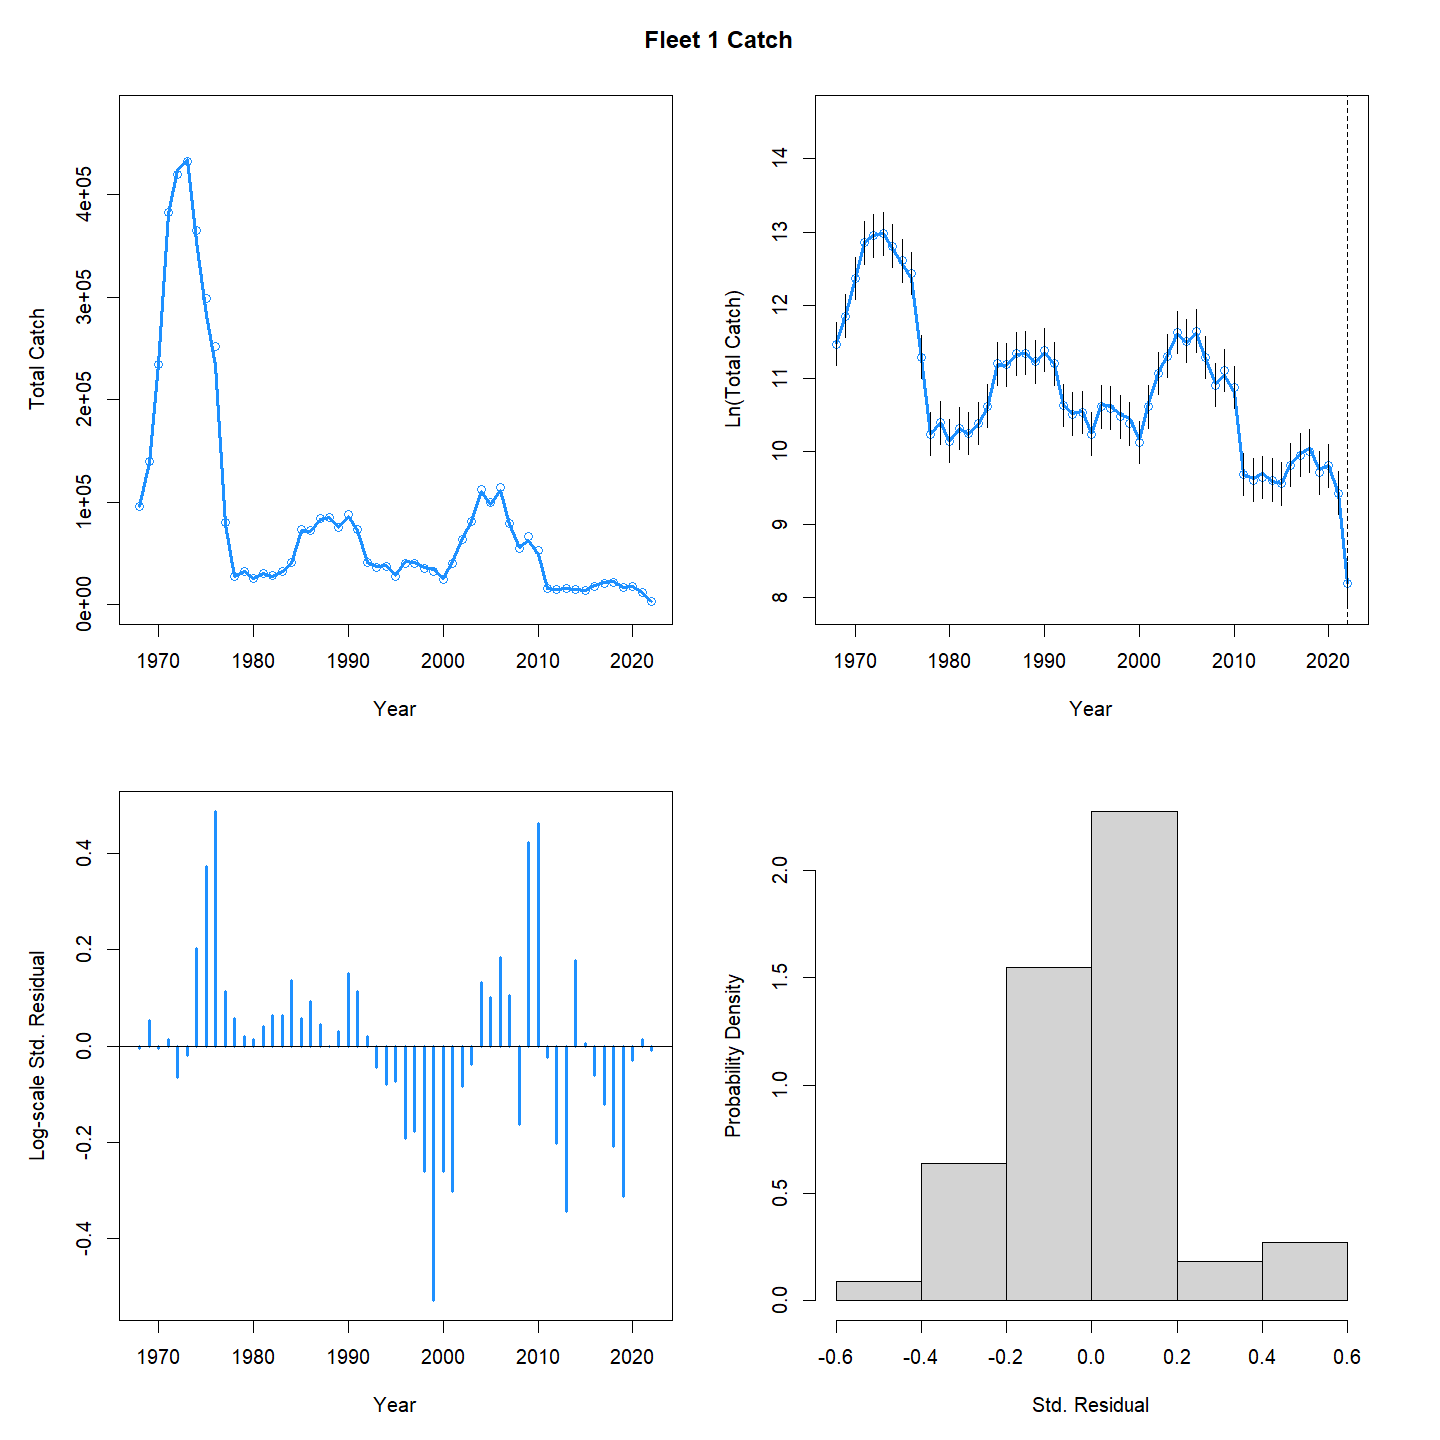 Fleet 1 Catch
Total Catch
0e+00 1e+05 2e+05 3e+05 4e+05
1970 1980 1990 2000 2010 2020
Year
Ln(Total Catch)
8 9 10 11 12 13 14
1970 1980 1990 2000 2010 2020
Year
Log-scale Std. Residual
-0.4 -0.2 0.0 0.2 0.4
1970 1980 1990 2000 2010 2020
Year
Probability Density
0.0 0.5 1.0 1.5 2.0
-0.6 -0.4 -0.2 0.0 0.2 0.4 0.6
Std. Residual